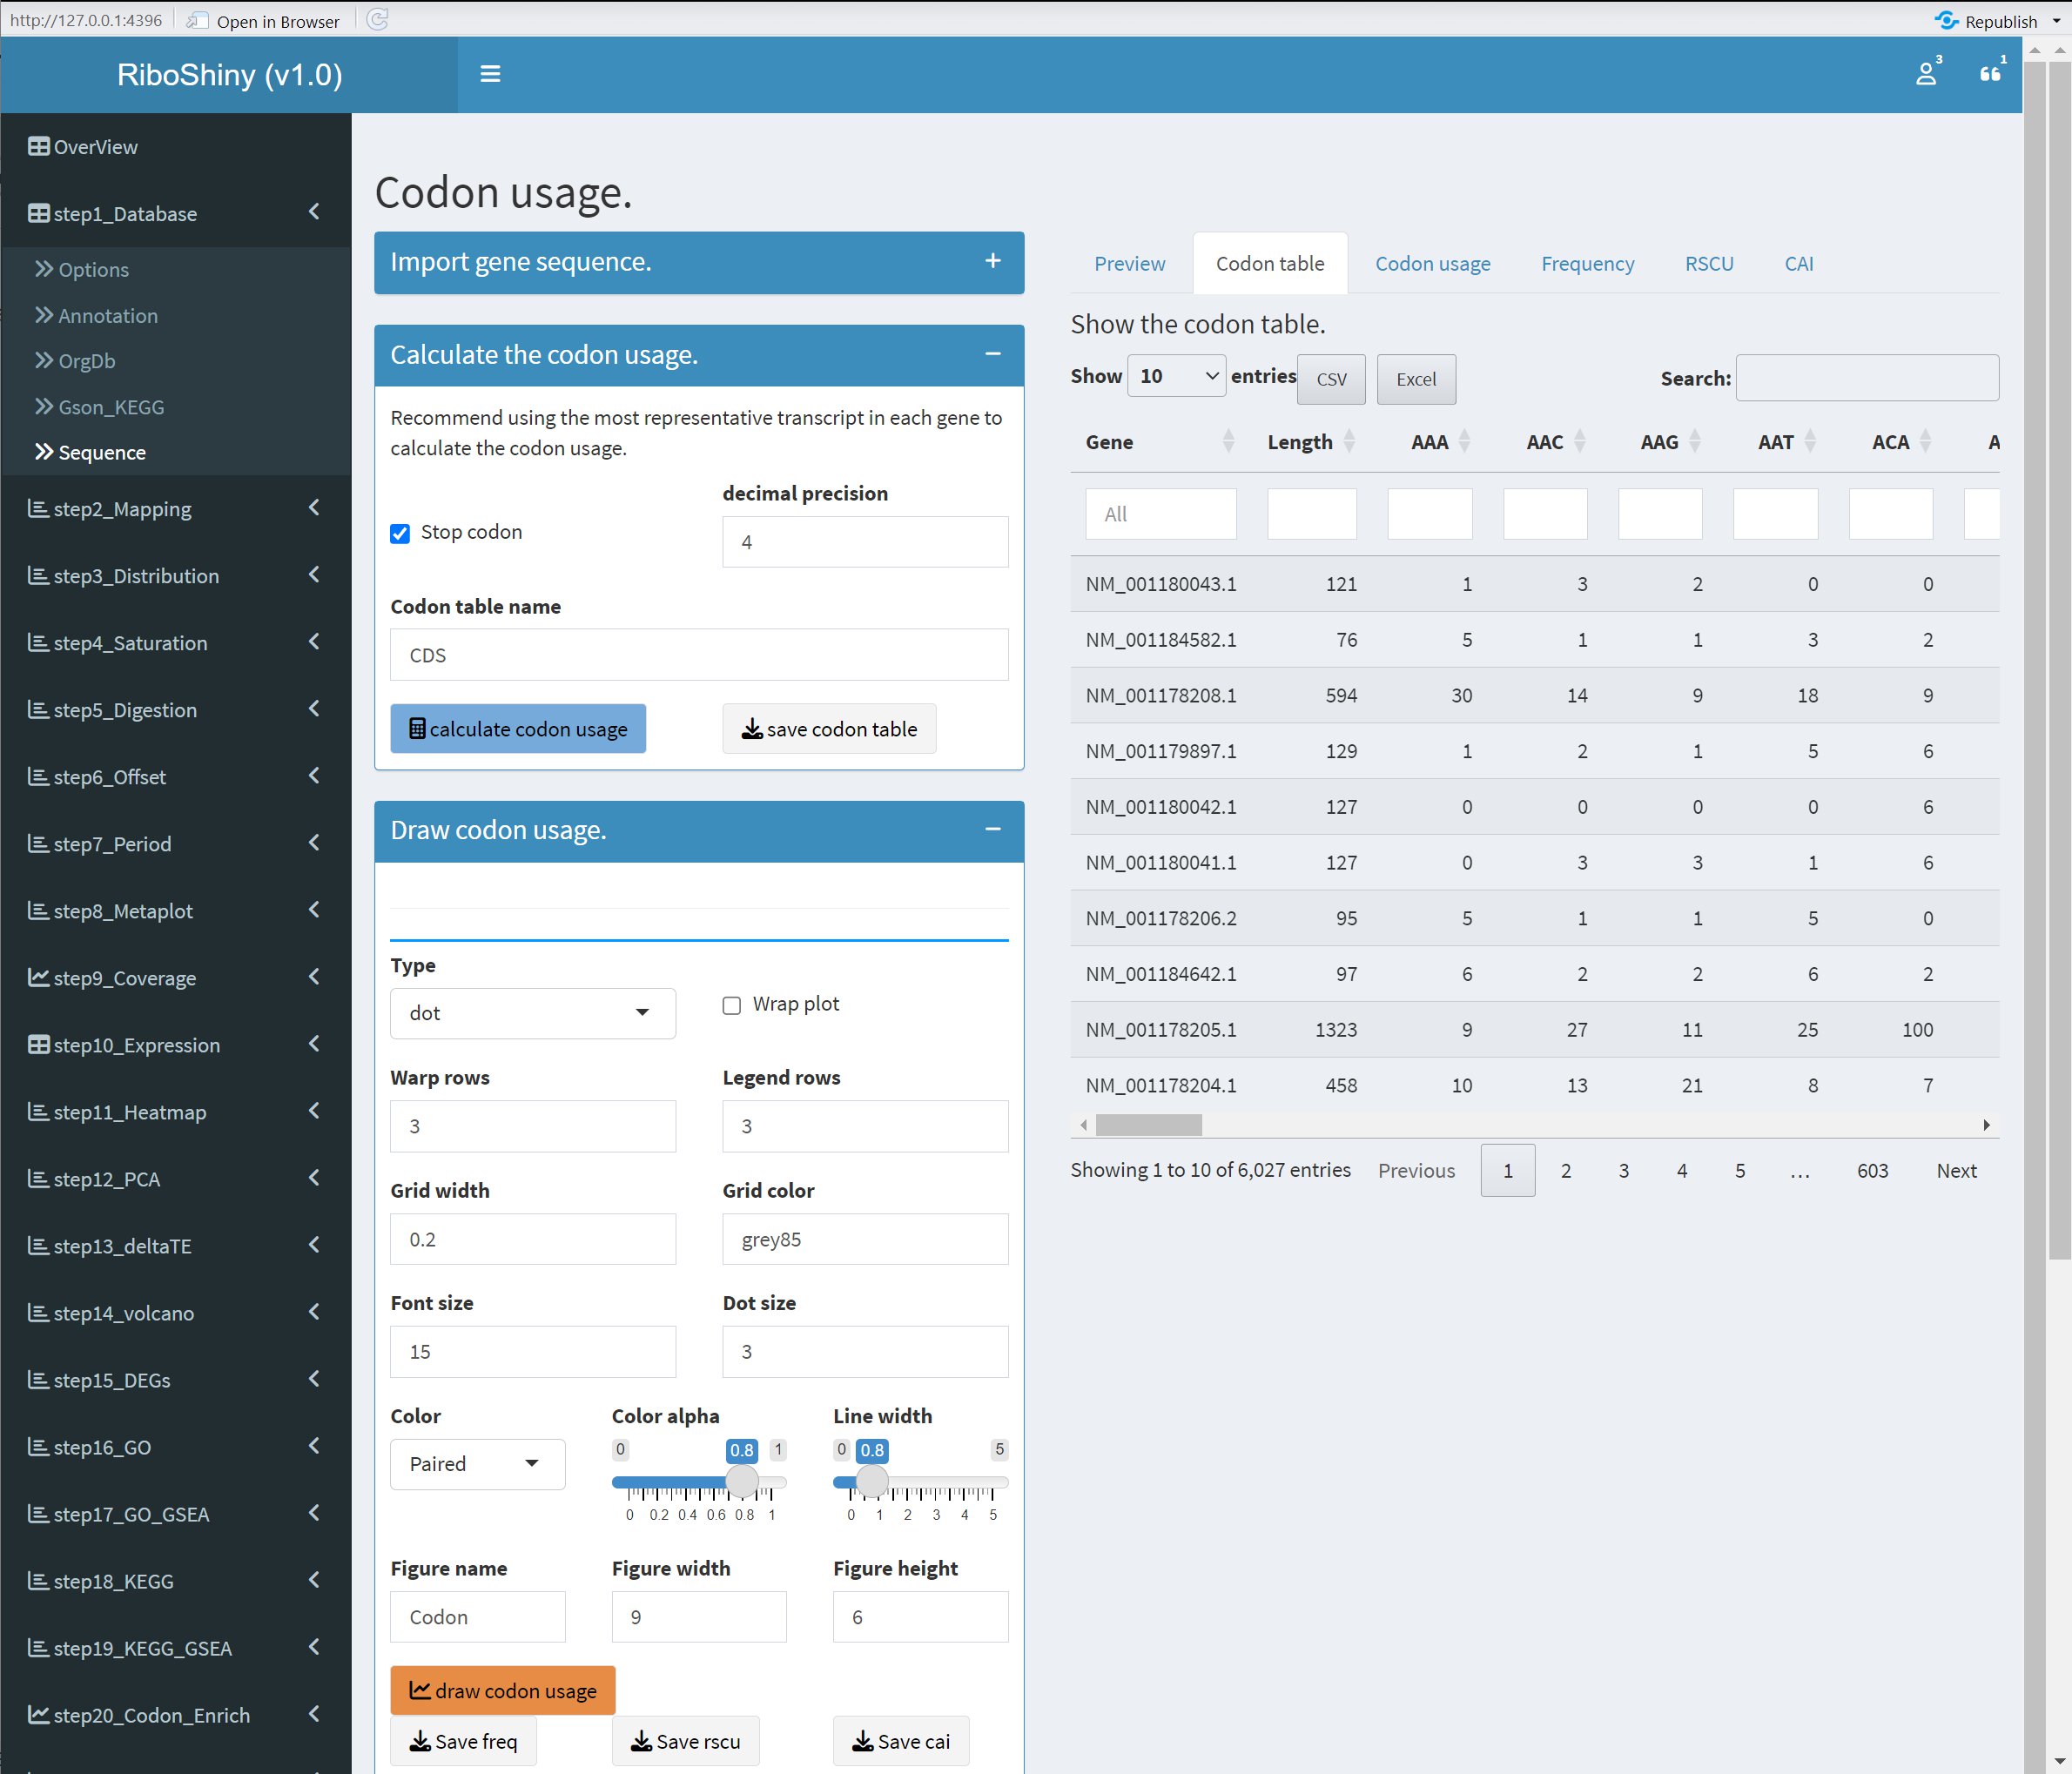 http://127.0.0.1:4396 Open in Browser Republish
RiboShiny (v1.0) 3 1
OverView
step1_Database
Options
Annotation
OrgDb
Gson_KEGG
Sequence
step2_Mapping
step3_Distribution
step4_Saturation
step5_Digestion
step6_Offset
step7_Period
step8_Metaplot
step9_Coverage
step10_Expression
step11_Heatmap
step12_PCA
step13_deltaTE
step14_volcano
step15_DEGs
step16_GO
step17_GO_GSEA
step18_KEGG
step19_KEGG_GSEA
step20_Codon_Enrich
Codon usage.
Import gene sequence.
Calculate the codon usage.
Recommend using the most representative transcript in each gene to
calculate the codon usage.
decimal precision
Stop codon 4
Codon table name
CDS
calculate codon usage save codon table
Draw codon usage.
Type
dot Wrap plot
Warp rows Legend rows
3 3
Grid width Grid color
0.2 grey85
Font size Dot size
15 3
Color Color alpha Line width
Paired 0 0.8 1 0 0.8 5
0 0.2 0.4 0.6 0.8 1 0 1 2 3 4 5
Figure name Figure width Figure height
Codon 9 6
draw codon usage
Save freq Save rscu Save cai
Preview Codon table Codon usage Frequency RSCU CAI
Show the codon table.
Show 10 entries CSV Excel Search:
Gene Length AAA AAC AAG AAT ACA A
All
NM_001180043.1 121 1 3 2 0 0
NM_001184582.1 76 5 1 1 3 2
NM_001178208.1 594 30 14 9 18 9
NM_001179897.1 129 1 2 1 5 6
NM_001180042.1 127 0 0 0 0 6
NM_001180041.1 127 0 3 3 1 6
NM_001178206.2 95 5 1 1 5 0
NM_001184642.1 97 6 2 2 6 2
NM_001178205.1 1323 9 27 11 25 100
NM_001178204.1 458 10 13 21 8 7
Showing 1 to 10 of 6,027 entries Previous 1 2 3 4 5 … 603 Next